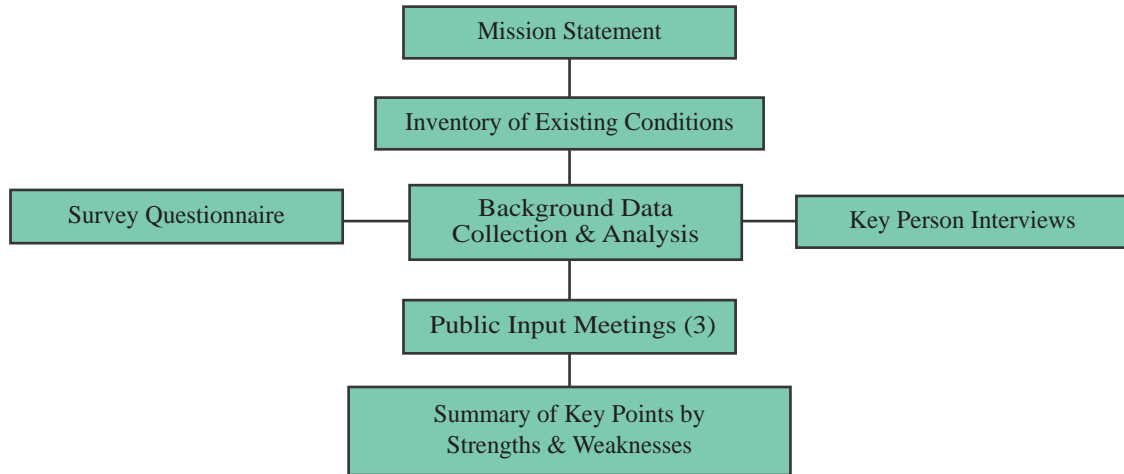 Mission Statement
Inventory of Existing Conditions
Survey Questionnaire
Background Data
Collection & Analysis
Key Person Interviews
Public Input Meetings (3)
Summary of Key Points by
Strengths & Weaknesses